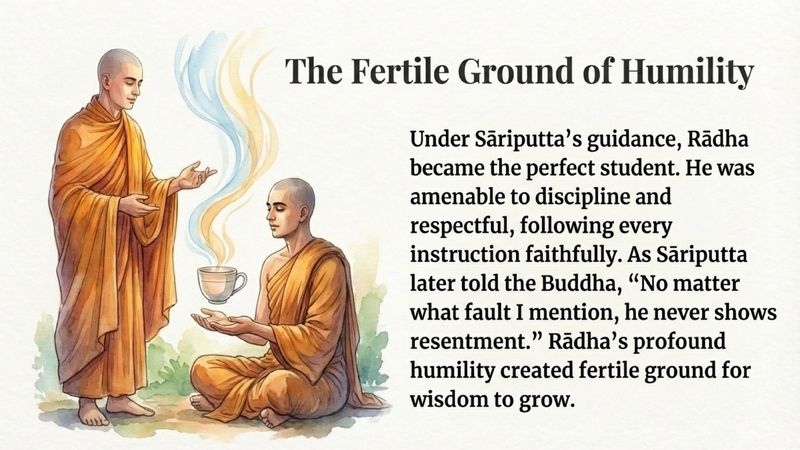 The Fertile Ground of Humility
Under Sāriputta’s guidance, Rādha
became the perfect student. He was
amenable to discipline and
respectful, following every
instruction faithfully. As Sāriputta
later told the Buddha, “No matter
what fault I mention, he never shows
resentment.” Rādha’s profound
humility created fertile ground for
wisdom to grow.